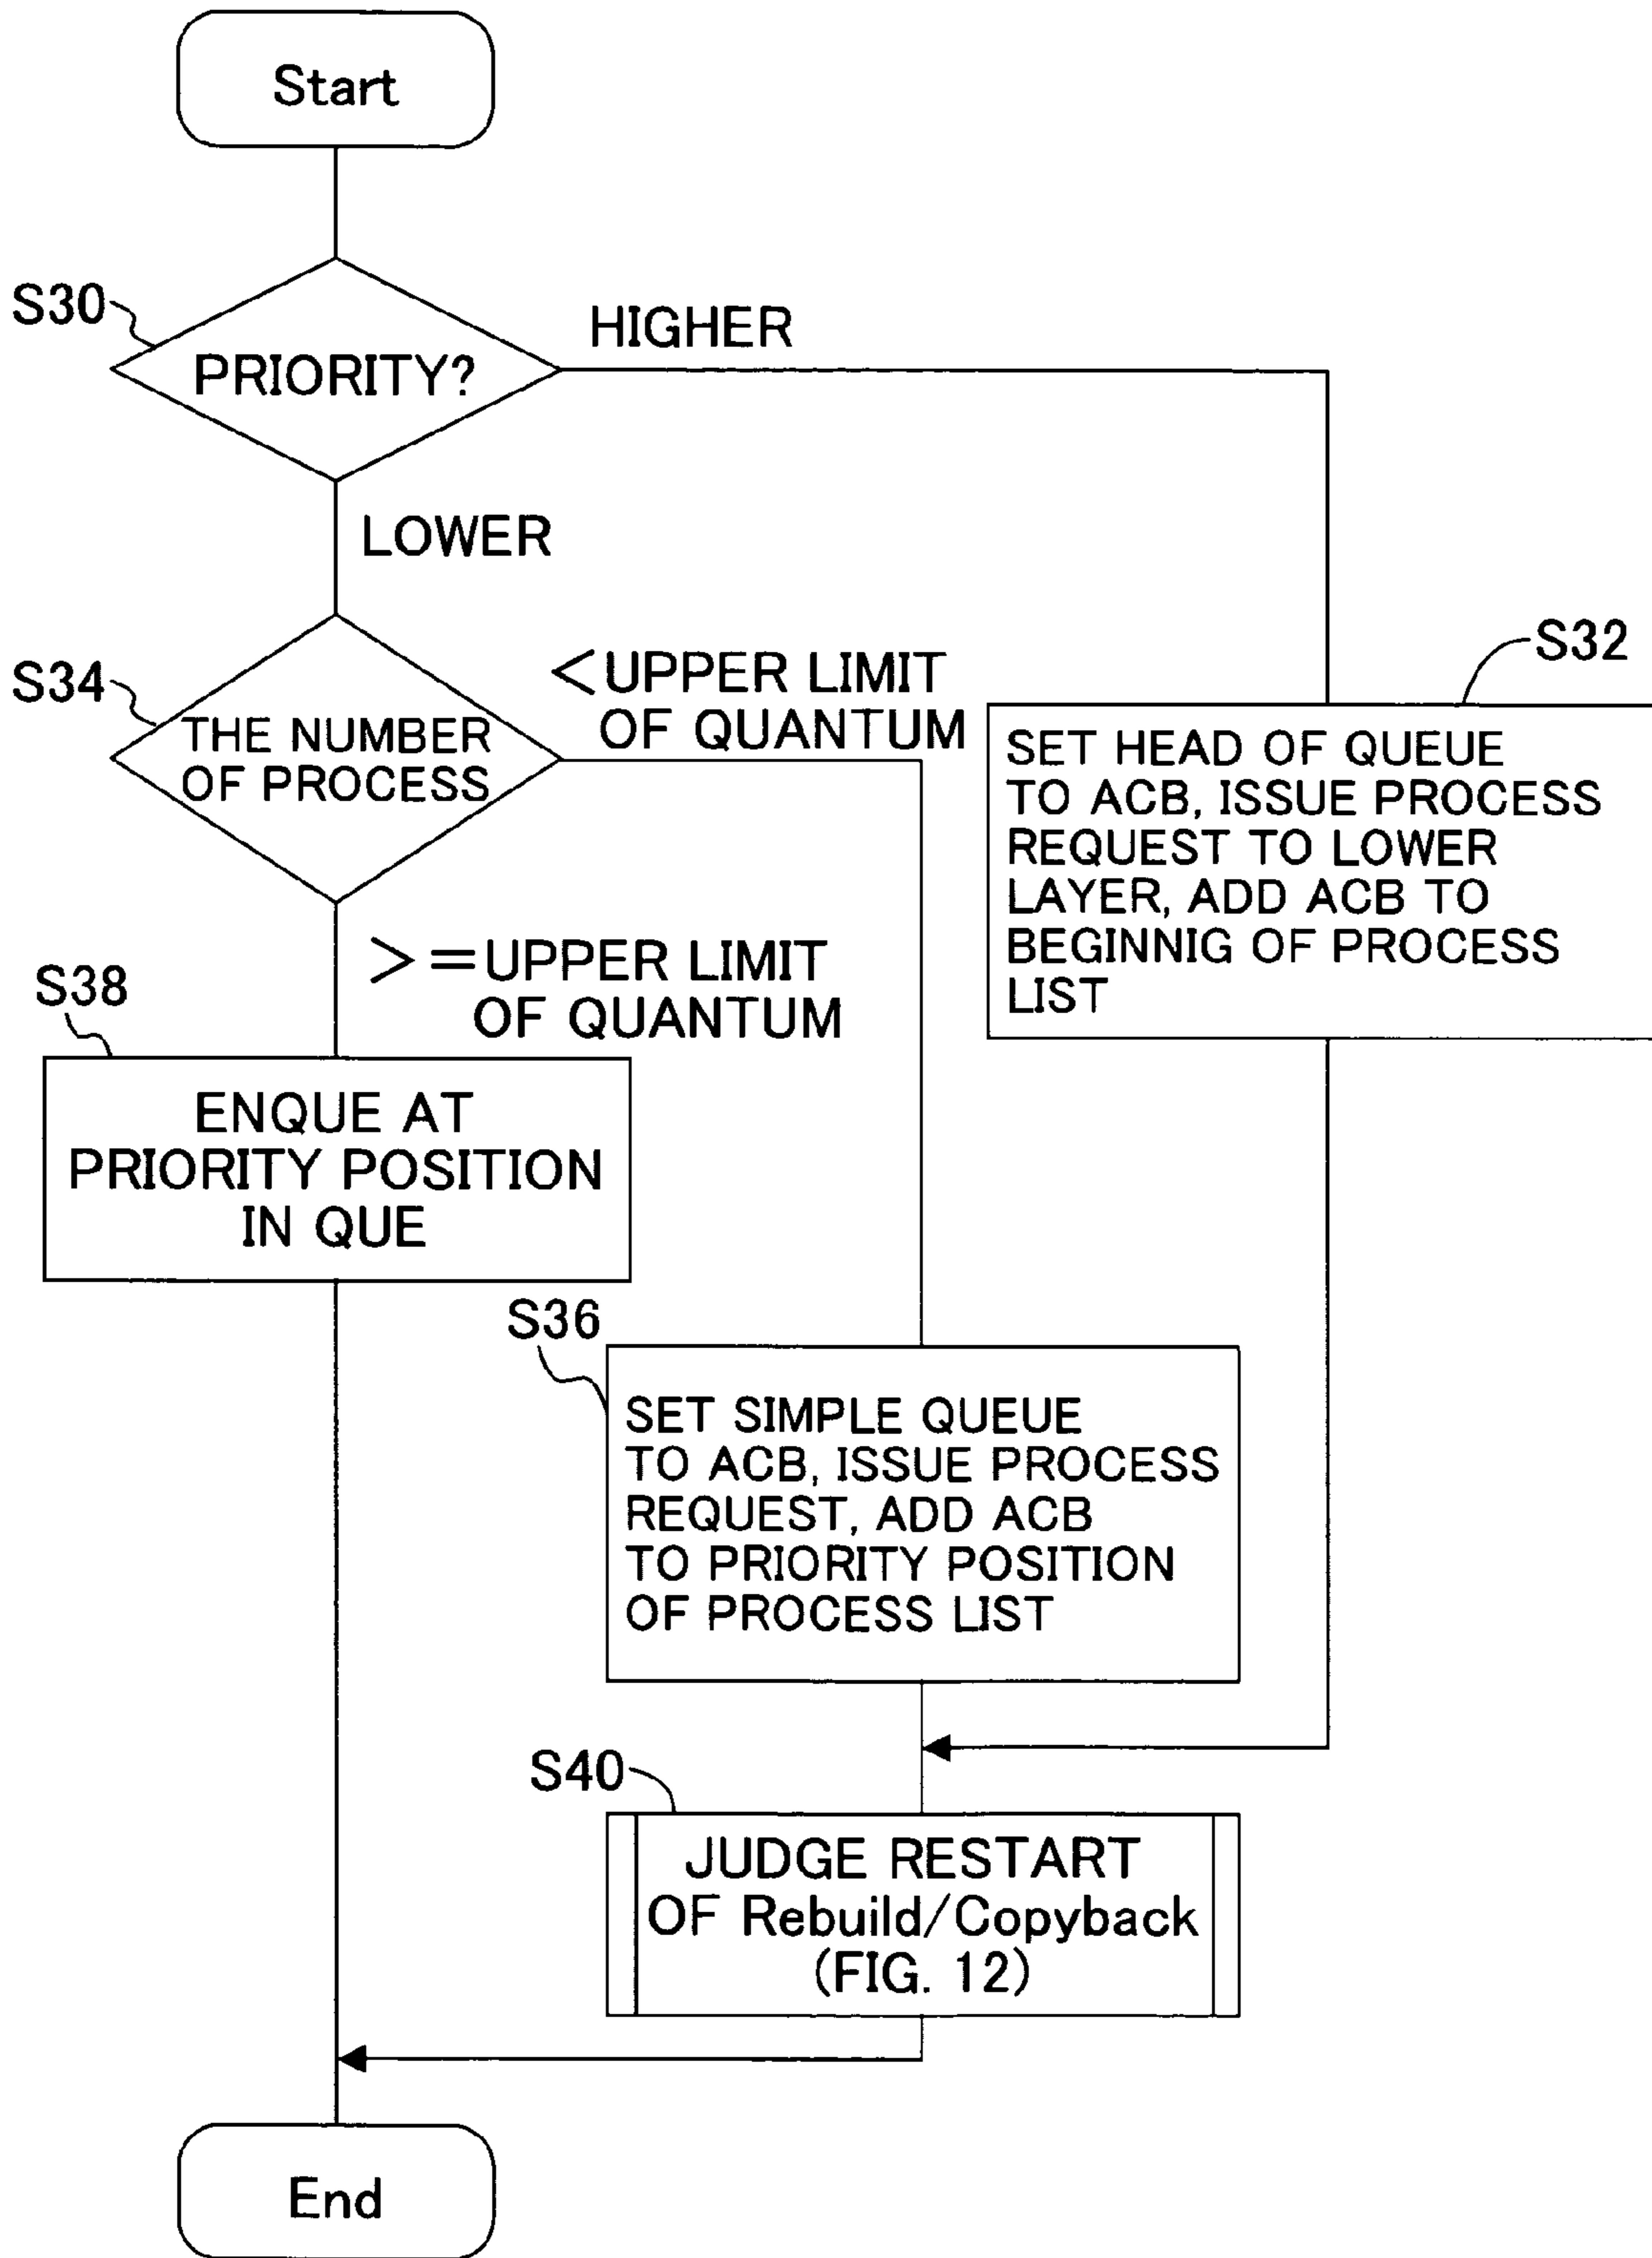 Start
S30
PRIORITY?
HIGHER
LOWER
S34
THE NUMBER
OF PROCESS
<UPPER LIMIT
OF QUANTUM
S32
SET HEAD OF QUEUE
TO ACB, ISSUE PROCESS
REQUEST TO LOWER
LAYER, ADD ACB TO
BEGINNIG OF PROCESS
LIST
>=UPPER LIMIT
OF QUANTUM
S38
ENQUE AT
PRIORITY POSITION
IN QUE
S36
SET SIMPLE QUEUE
TO ACB, ISSUE PROCESS
REQUEST, ADD ACB
TO PRIORITY POSITION
OF PROCESS LIST
S40
JUDGE RESTART
OF Rebuild/Copyback
(FIG. 12)
End